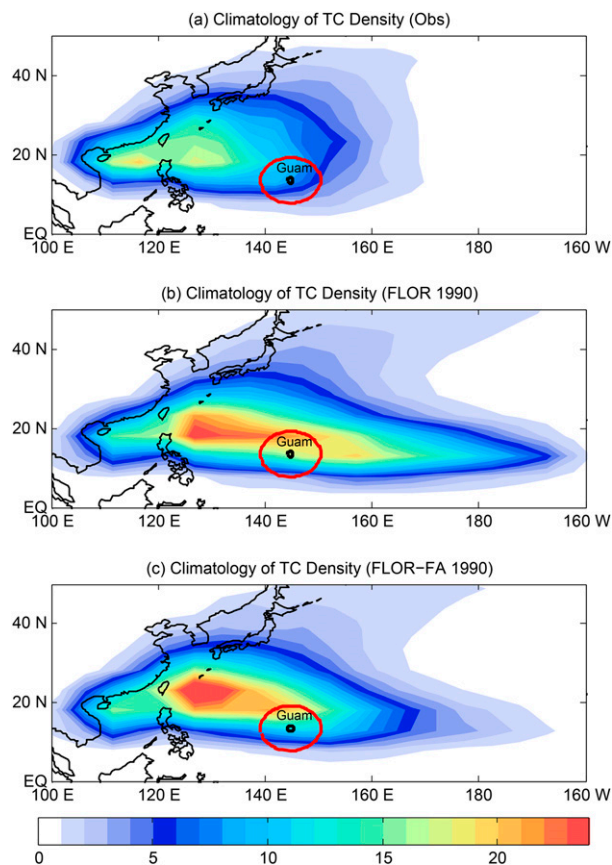 (a) Climatology of TC Density (Obs)
40 N
20 N
Guam
EQ
100 E 120 E 140 E 160 E 180 160 W
(b) Climatology of TC Density (FLOR 1990)
40 N
20 N
Guam
EQ
100 E 120 E 140 E 160 E 180 160 W
(c) Climatology of TC Density (FLOR−FA 1990)
40 N
20 N
Guam
EQ
100 E 120 E 140 E 160 E 180 160 W
0 5 10 15 20